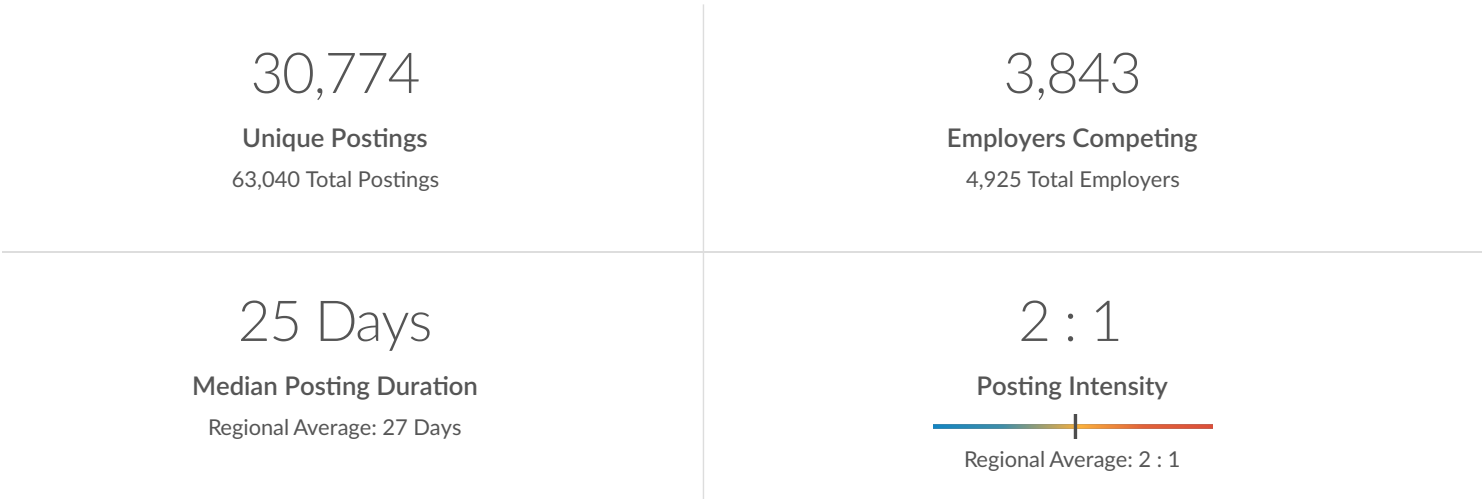 30,774
Unique Postings
63,040 Total Postings
3,843
Employers Competing
4,925 Total Employers
25 Days
Median Posting Duration
Regional Average: 27 Days
2 : 1
Posting Intensity
Regional Average: 2 : 1